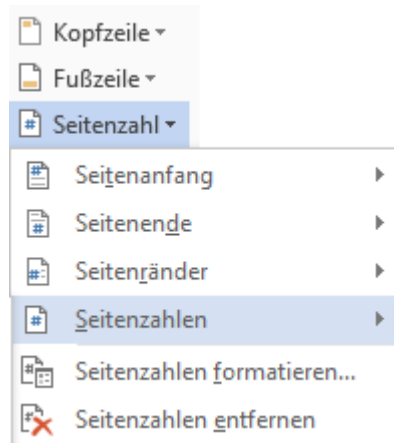 Kopfzeile
Fußzeile
Seitenzahl
Seitenanfang
Seitenende
Seitenränder
Seitenzahlen
Seitenzahlen formatieren...
Seitenzahlen entfernen